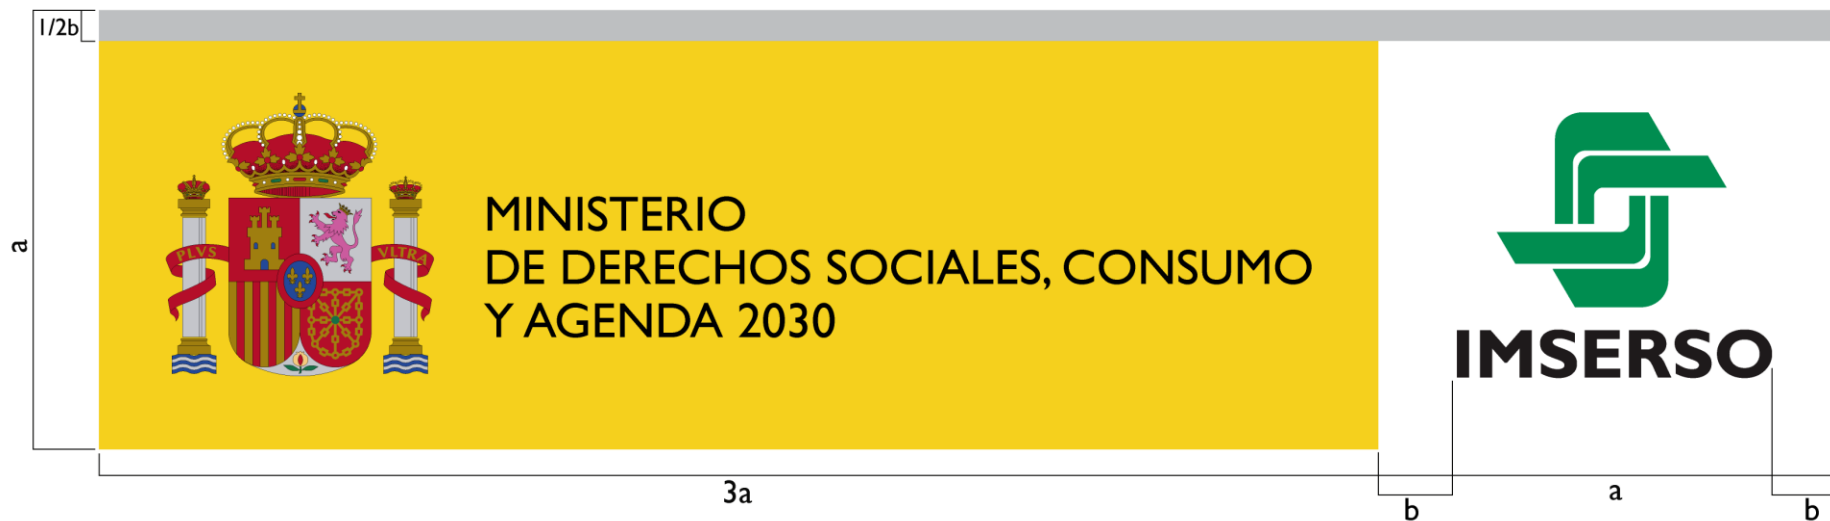 1/2b
a
PLVS
VLTRA
MINISTERIO
DE DERECHOS SOCIALES, CONSUMO
Y AGENDA 2030
IMSERSO
3a
b
a
b